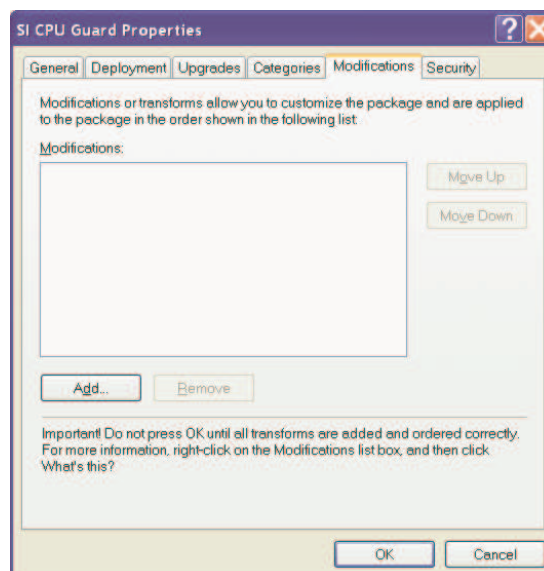 SI CPU Guard Properties
General Deployment Upgrades Categories Modifications Security
Modifications or transforms allow you to customize the package and are applied
to the package in the order shown in the following list:
Modifications:
Move Up
Move Down
Add... Remove
Important! Do not press OK until all transforms are added and ordered correctly.
For more information, right-click on the Modifications list box, and then click
What's this?
OK Cancel